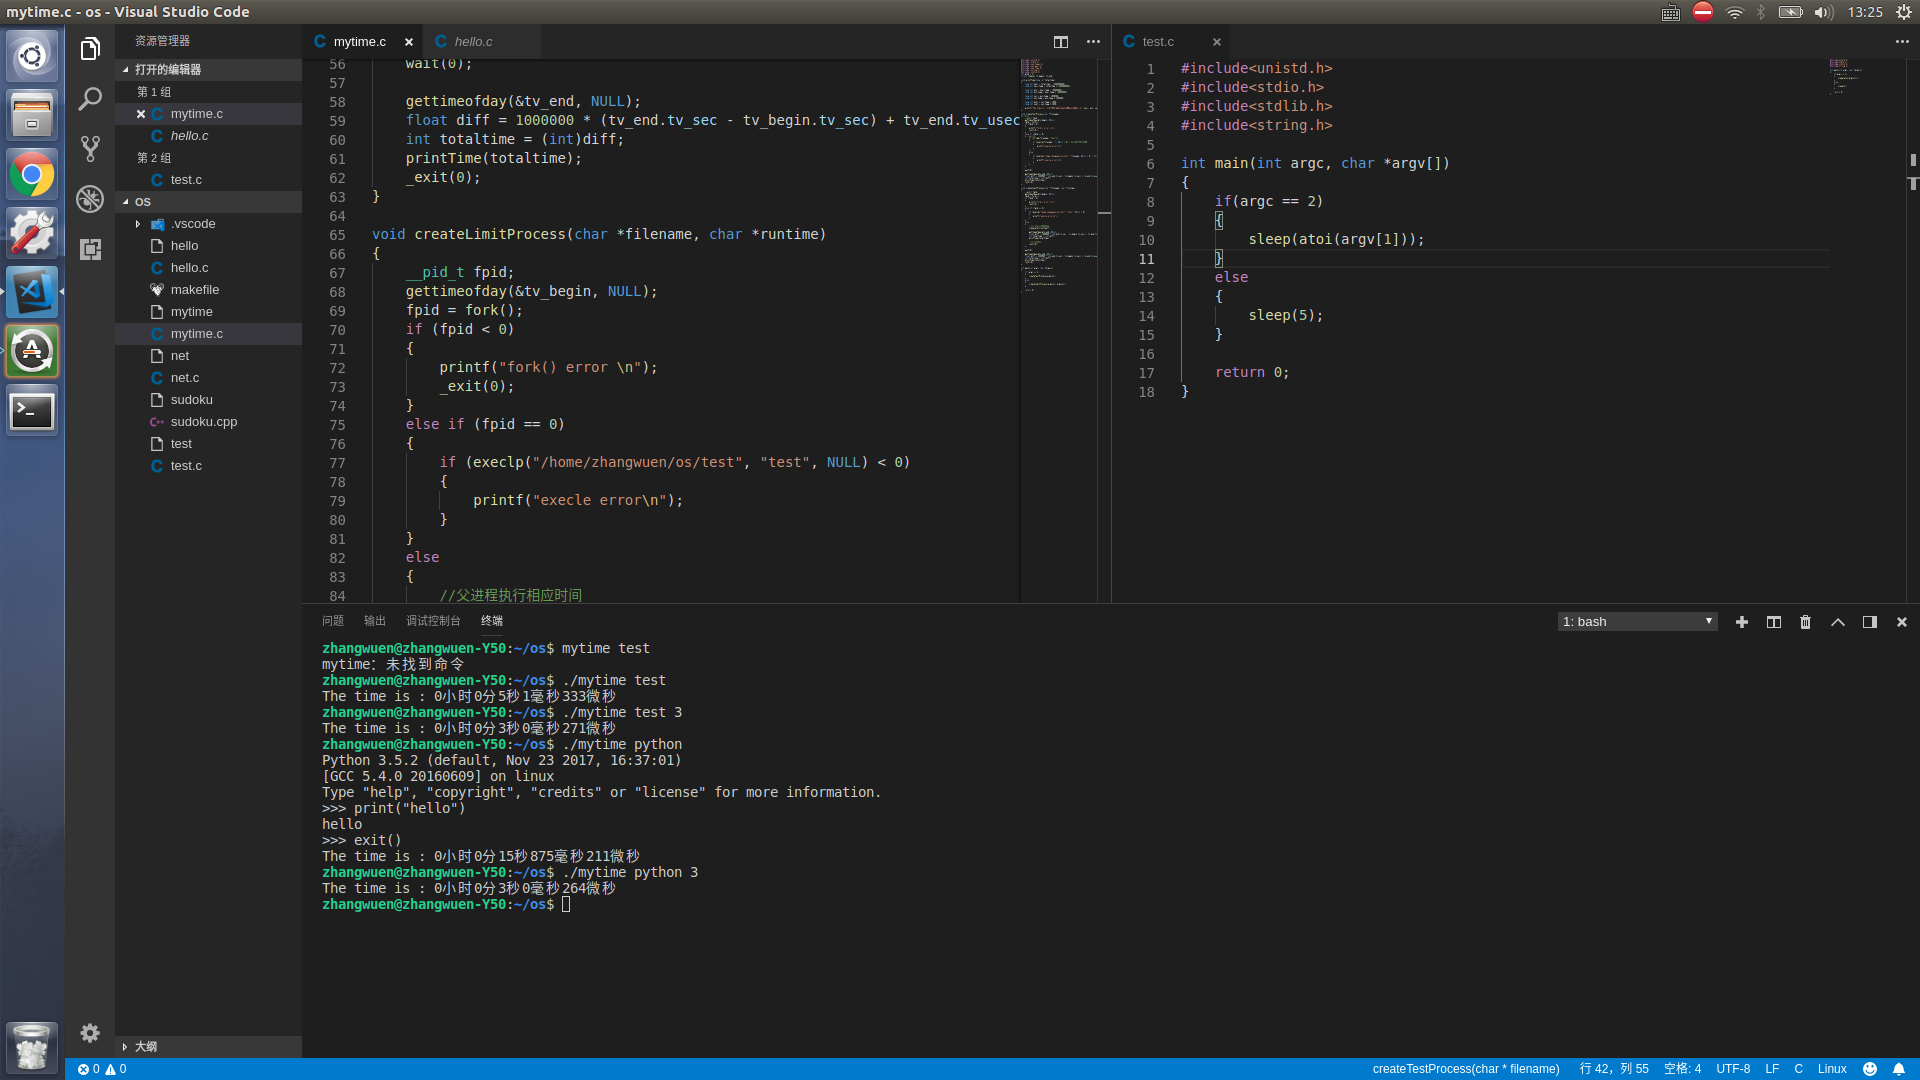 mytime.c - os - Visual Studio Code
13:25
资源管理器
打开的编辑器
第 1 组
mytime.c
hello.c
第 2 组
test.c
OS
.vscode
hello
hello.c
makefile
mytime
mytime.c
net
net.c
sudoku
sudoku.cpp
test
test.c
大纲
mytime.c
hello.c
56 wait(0);
57
58 gettimeofday(&tv_end, NULL);
59 float diff = 1000000 * (tv_end.tv_sec - tv_begin.tv_sec) + tv_end.tv_usec
60 int totaltime = (int)diff;
61 printTime(totaltime);
62 _exit(0);
63 }
64
65 void createLimitProcess(char *filename, char *runtime)
66 {
67 __pid_t fpid;
68 gettimeofday(&tv_begin, NULL);
69 fpid = fork();
70 if (fpid < 0)
71 {
72 printf("fork() error \n");
73 _exit(0);
74 }
75 else if (fpid == 0)
76 {
77 if (execlp("/home/zhangwuen/os/test", "test", NULL) < 0)
78 {
79 printf("execle error\n");
80 }
81 }
82 else
83 {
84 //父进程执行相应时间
test.c
1 #include<unistd.h>
2 #include<stdio.h>
3 #include<stdlib.h>
4 #include<string.h>
5
6 int main(int argc, char *argv[])
7 {
8 if(argc == 2)
9 {
10 sleep(atoi(argv[1]));
11 }
12 else
13 {
14 sleep(5);
15 }
16
17 return 0;
18 }
问题 输出 调试控制台 终端
1: bash
zhangwuen@zhangwuen-Y50:~/os$ mytime test
mytime：未找到命令
zhangwuen@zhangwuen-Y50:~/os$ ./mytime test
The time is : 0小时0分5秒1毫秒333微秒
zhangwuen@zhangwuen-Y50:~/os$ ./mytime test 3
The time is : 0小时0分3秒0毫秒271微秒
zhangwuen@zhangwuen-Y50:~/os$ ./mytime python
Python 3.5.2 (default, Nov 23 2017, 16:37:01)
[GCC 5.4.0 20160609] on linux
Type "help", "copyright", "credits" or "license" for more information.
>>> print("hello")
hello
>>> exit()
The time is : 0小时0分15秒875毫秒211微秒
zhangwuen@zhangwuen-Y50:~/os$ ./mytime python 3
The time is : 0小时0分3秒0毫秒264微秒
zhangwuen@zhangwuen-Y50:~/os$
0 0
createTestProcess(char * filename) 行 42，列 55 空格: 4 UTF-8 LF C Linux